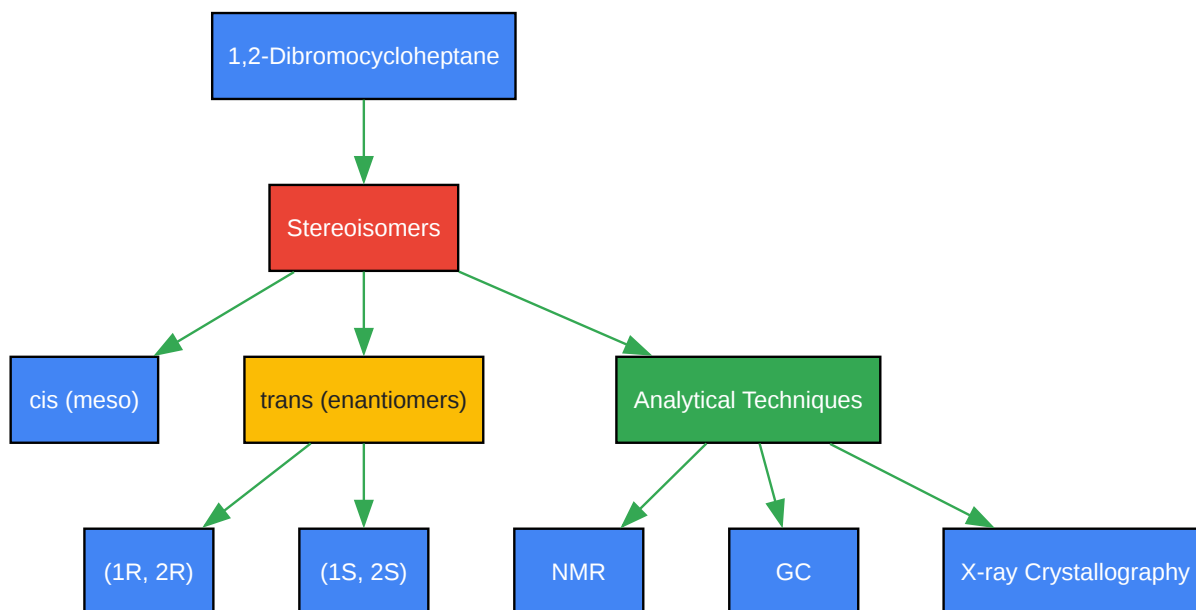 1,2-Dibromocycloheptane
Stereoisomers
cis (meso)
trans (enantiomers)
Analytical Techniques
(1R, 2R)
(1S, 2S)
NMR
GC
X-ray Crystallography